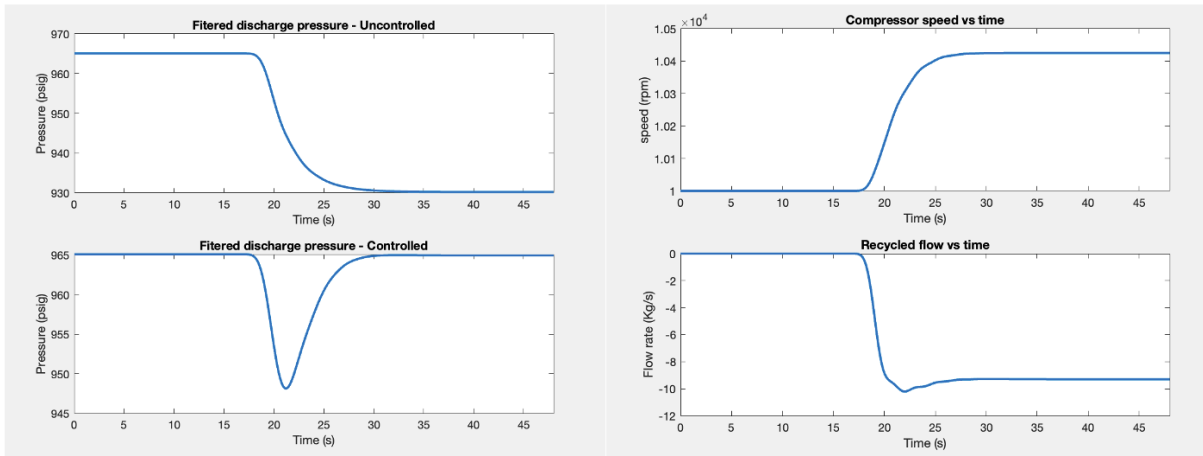 Fitered discharge pressure - Uncontrolled
970
960
950
940
930
Pressure (psig)
0 5 10 15 20 25 30 35 40 45
Time (s)
Fitered discharge pressure - Controlled
965
960
955
950
945
Pressure (psig)
0 5 10 15 20 25 30 35 40 45
Time (s)
Compressor speed vs time
×10⁴
1.05
1.04
1.03
1.02
1.01
1
speed (rpm)
0 5 10 15 20 25 30 35 40 45
Time (s)
Recycled flow vs time
0
-2
-4
-6
-8
-10
-12
Flow rate (Kg/s)
0 5 10 15 20 25 30 35 40 45
Time (s)